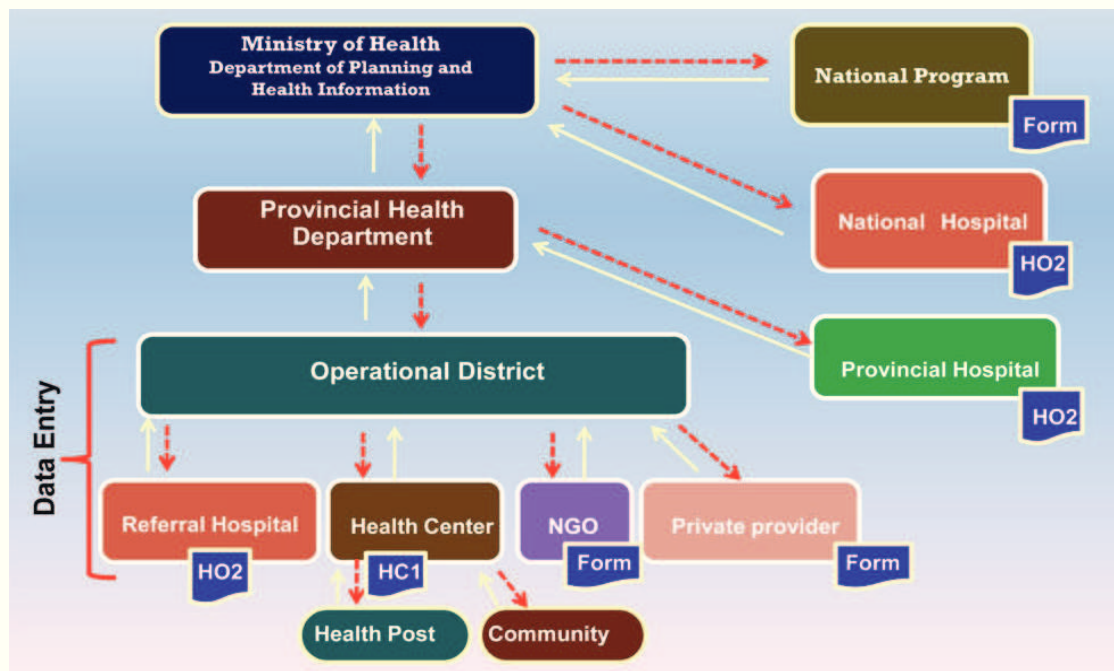 Ministry of Health
Department of Planning and
Health Information
National Program
Form
Provincial Health
Department
National Hospital
HO2
Operational District
Provincial Hospital
HO2
Data Entry
Referral Hospital
HO2
Health Center
HC1
NGO
Form
Private provider
Form
Health Post
Community